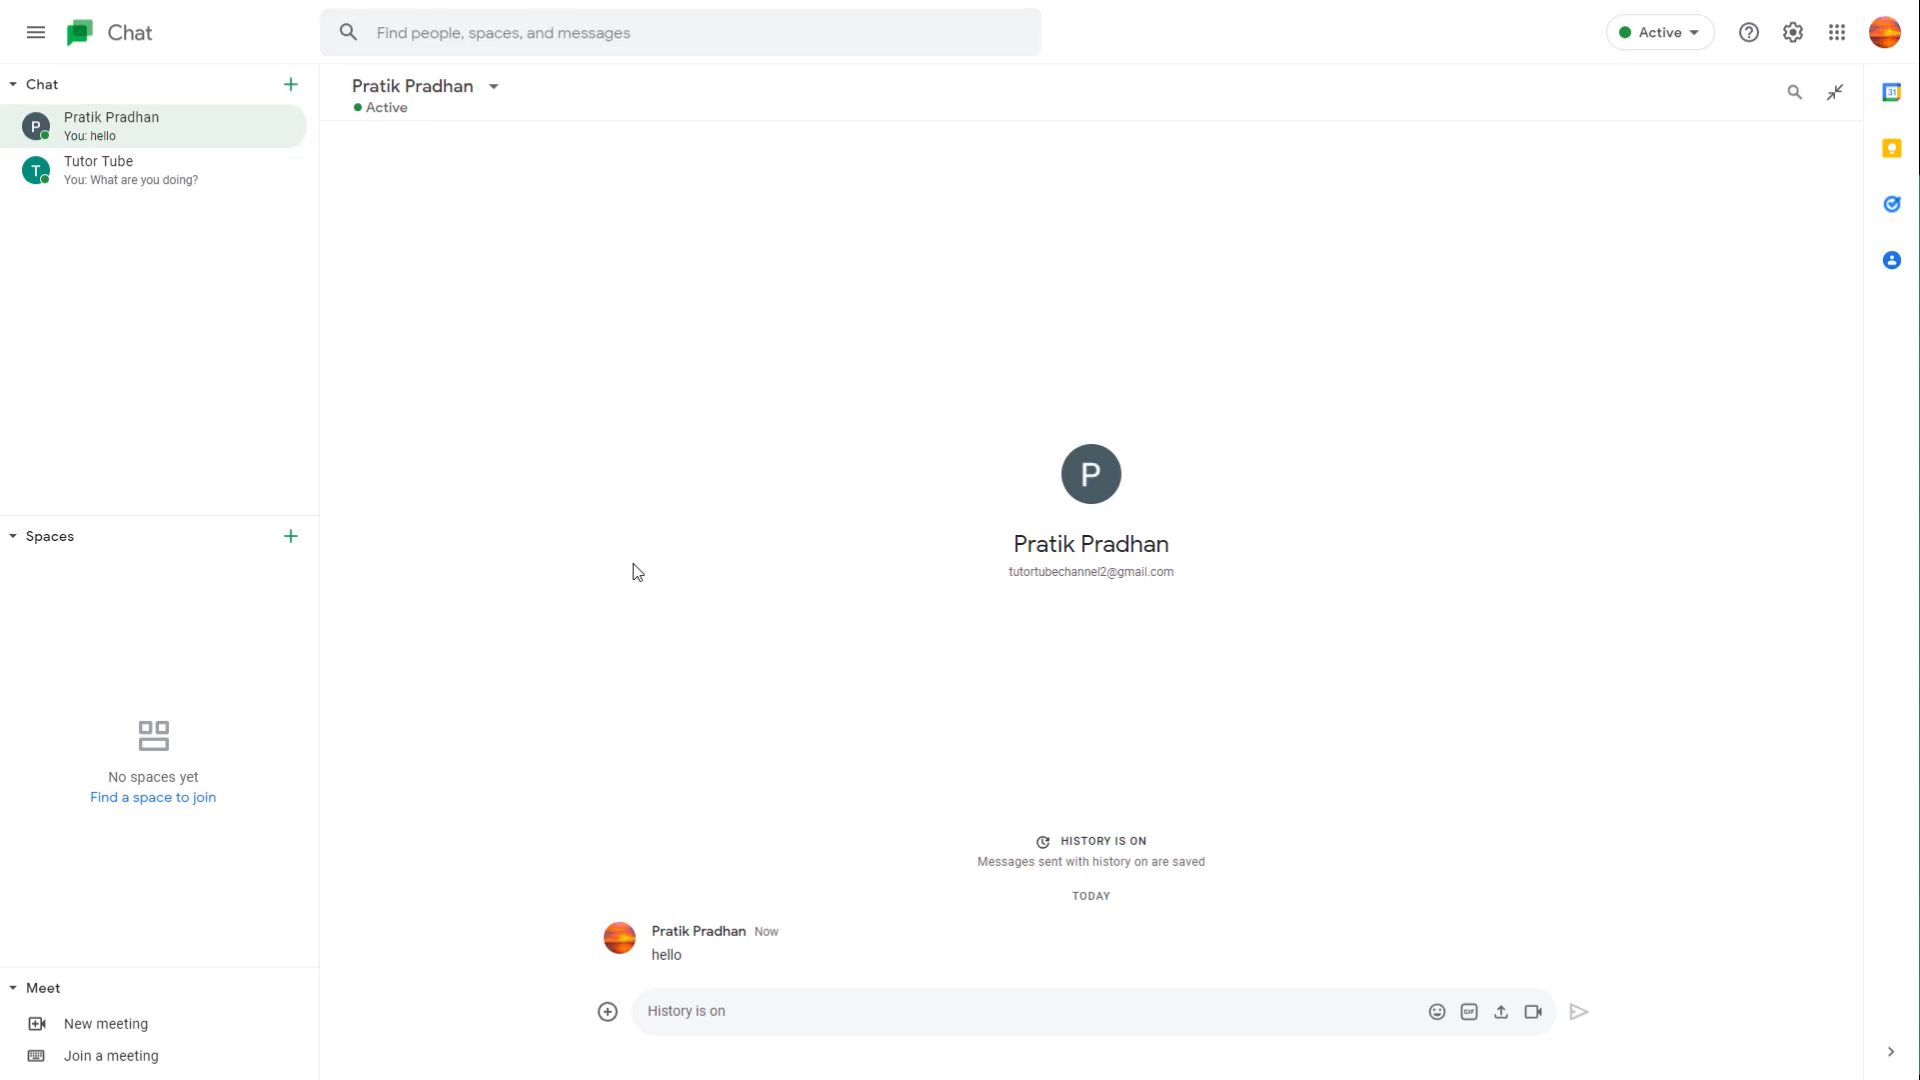 Chat
Find people, spaces, and messages
Active
Chat
P
Pratik Pradhan
You: hello
T
Tutor Tube
You: What are you doing?
Spaces
No spaces yet
Find a space to join
Meet
New meeting
Join a meeting
Pratik Pradhan
Active
31
P
Pratik Pradhan
tutortubechannel2@gmail.com
HISTORY IS ON
Messages sent with history on are saved
TODAY
Pratik Pradhan Now
hello
History is on
GIF